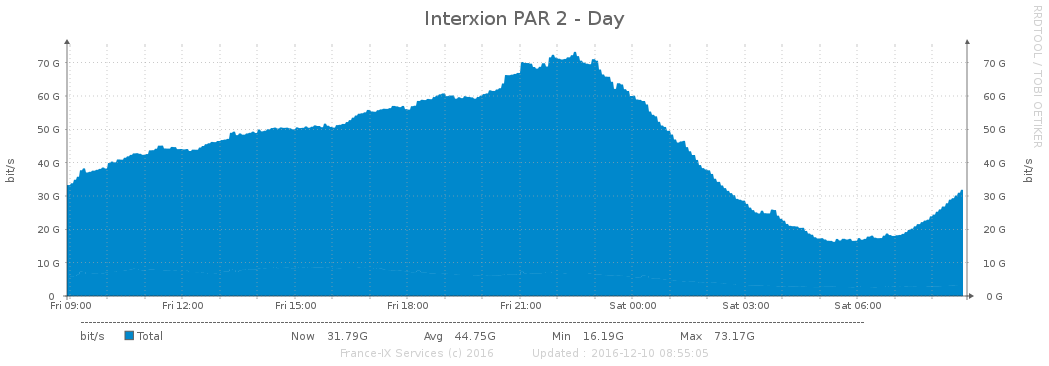 Interxion PAR 2 - Day
RRDTOOL / TOBI OETIKER
bit/s
70 G
60 G
50 G
40 G
30 G
20 G
10 G
0
70 G
60 G
50 G
40 G
30 G
20 G
10 G
0 G
bit/s
Fri 09:00 Fri 12:00 Fri 15:00 Fri 18:00 Fri 21:00 Sat 00:00 Sat 03:00 Sat 06:00
bit/s Total Now 31.79G Avg 44.75G Min 16.19G Max 73.17G
France-IX Services (c) 2016 Updated : 2016-12-10 08:55:05